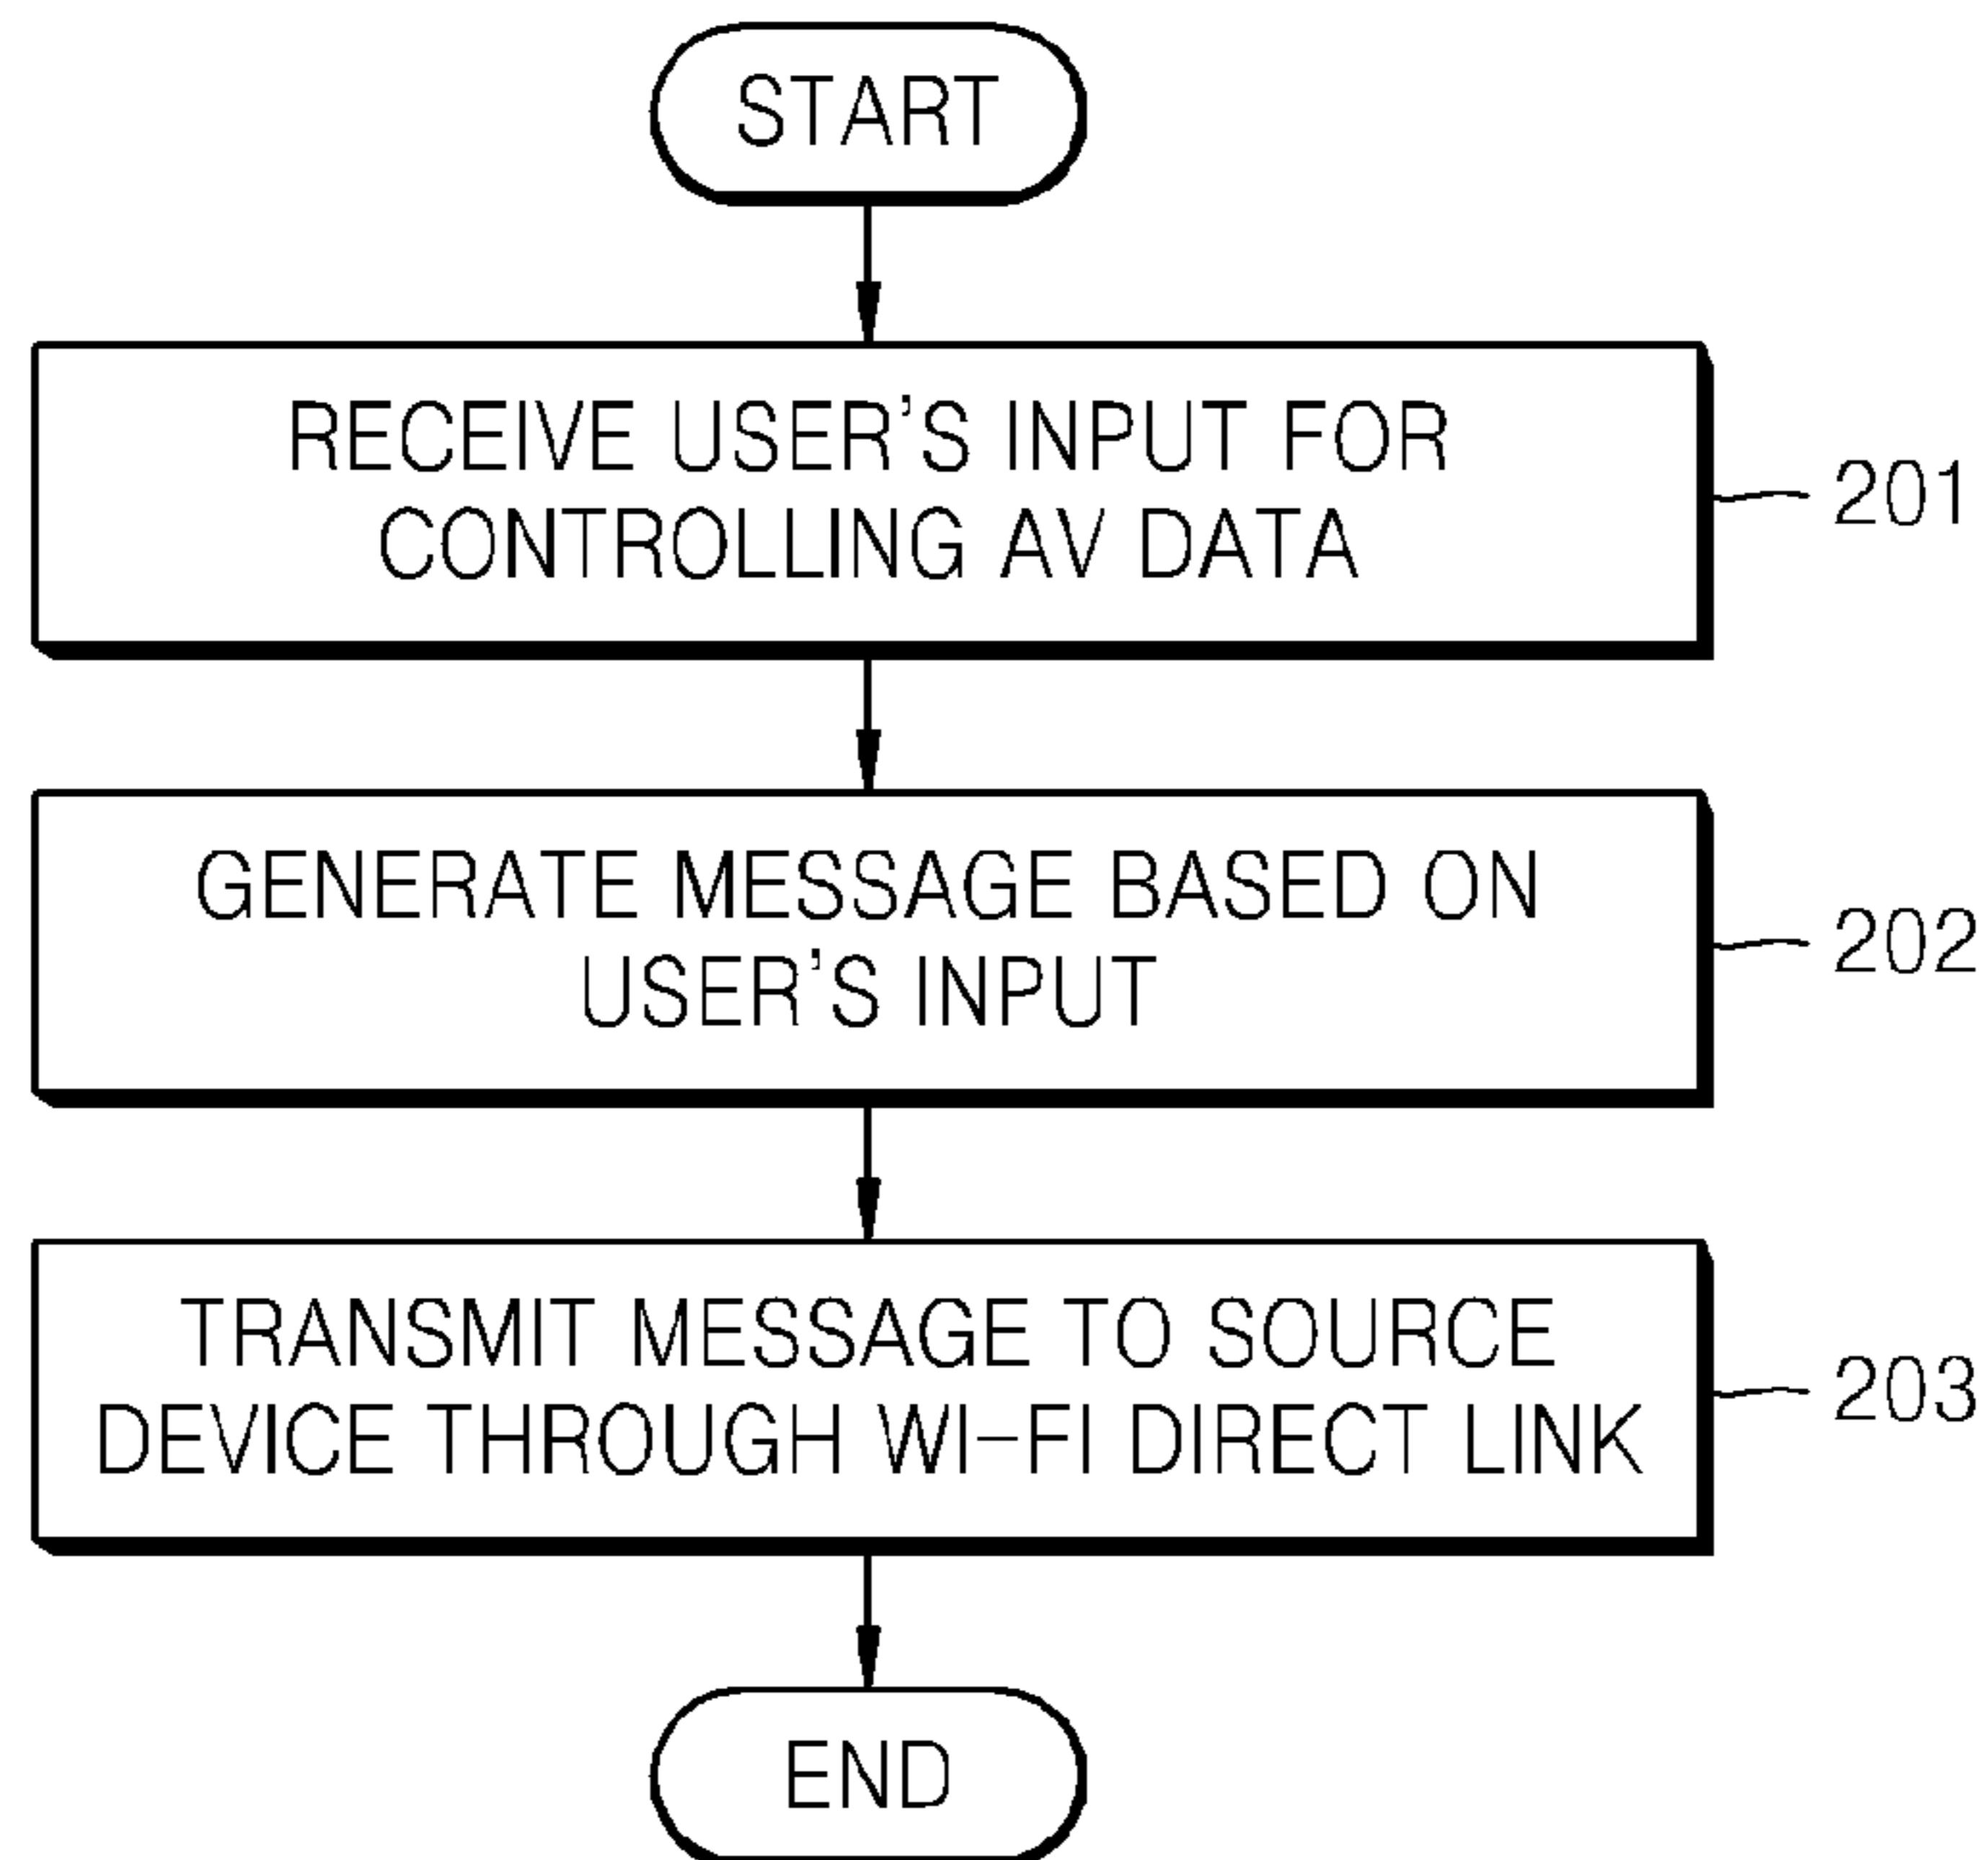 START
RECEIVE USER'S INPUT FOR
CONTROLLING AV DATA
201
GENERATE MESSAGE BASED ON
USER'S INPUT
202
TRANSMIT MESSAGE TO SOURCE
DEVICE THROUGH WI-FI DIRECT LINK
203
END